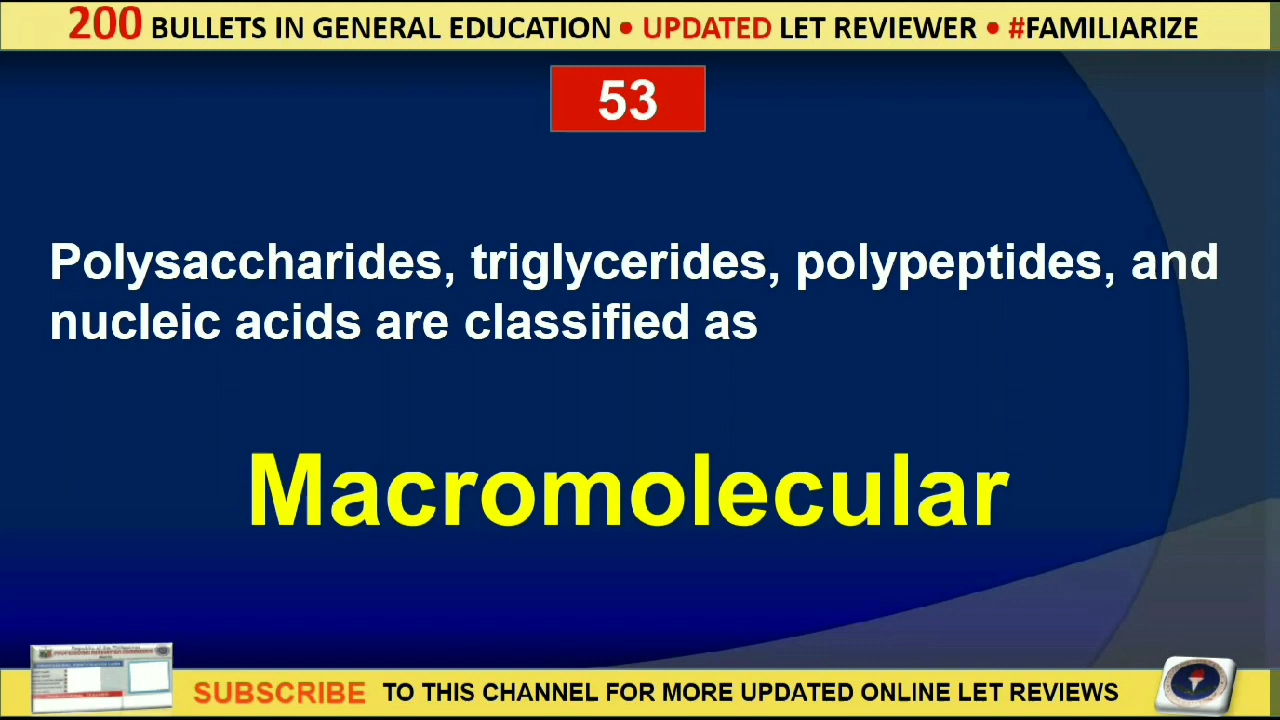 200 BULLETS IN GENERAL EDUCATION • UPDATED LET REVIEWER • #FAMILIARIZE
53
Polysaccharides, triglycerides, polypeptides, and
nucleic acids are classified as
Macromolecular
SUBSCRIBE TO THIS CHANNEL FOR MORE UPDATED ONLINE LET REVIEWS